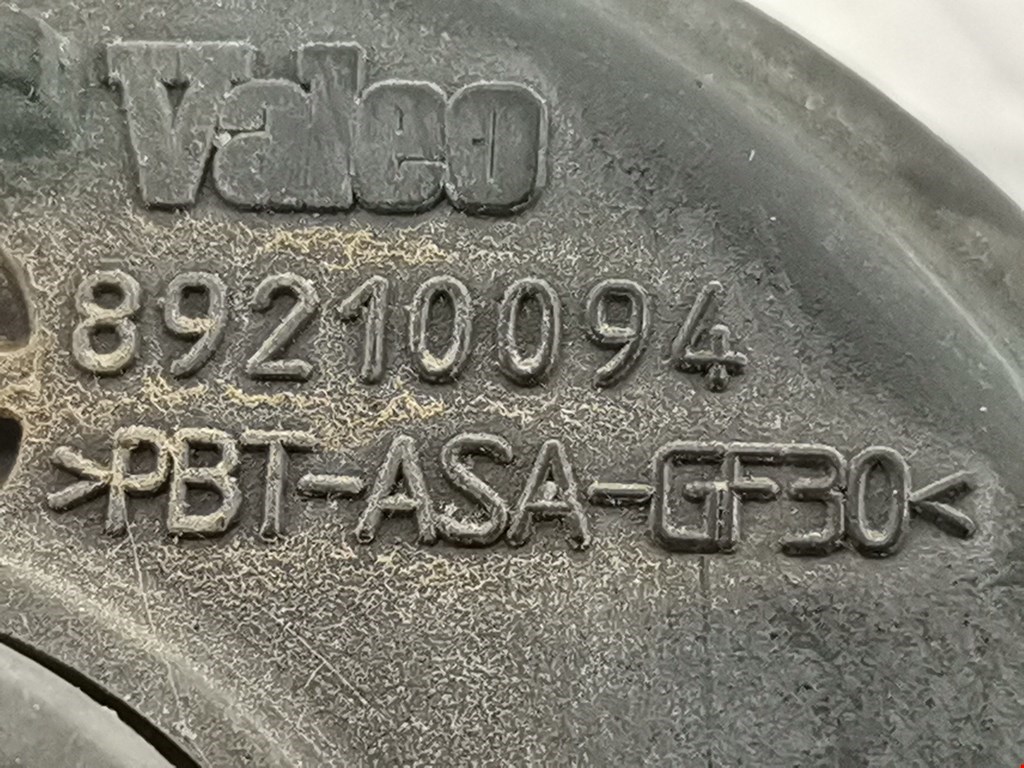 Valeo
89210094
>PBT-ASA-GF30<